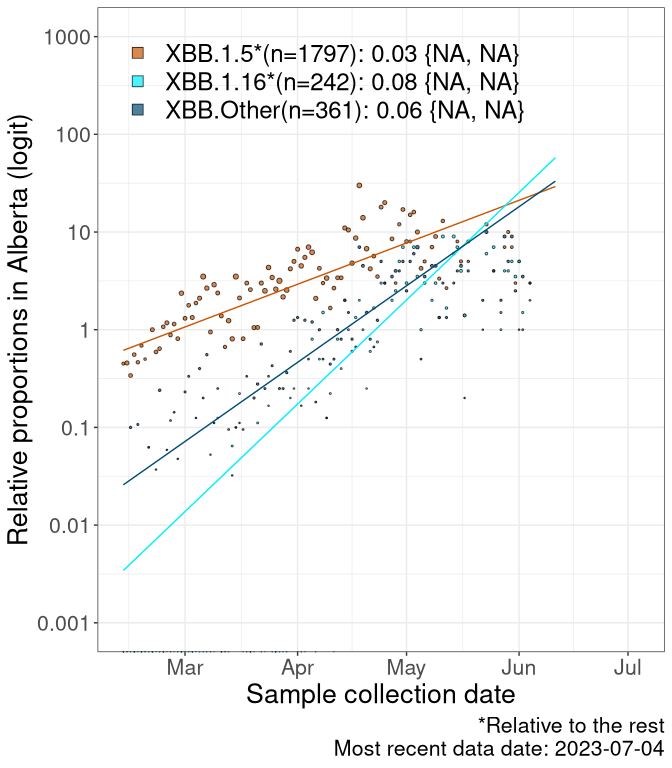 XBB.1.5*(n=1797): 0.03 {NA, NA}
XBB.1.16*(n=242): 0.08 {NA, NA}
XBB.Other(n=361): 0.06 {NA, NA}
Relative proportions in Alberta (logit)
1000
100
10
1
0.1
0.01
0.001
Mar Apr May Jun Jul
Sample collection date
*Relative to the rest
Most recent data date: 2023-07-04